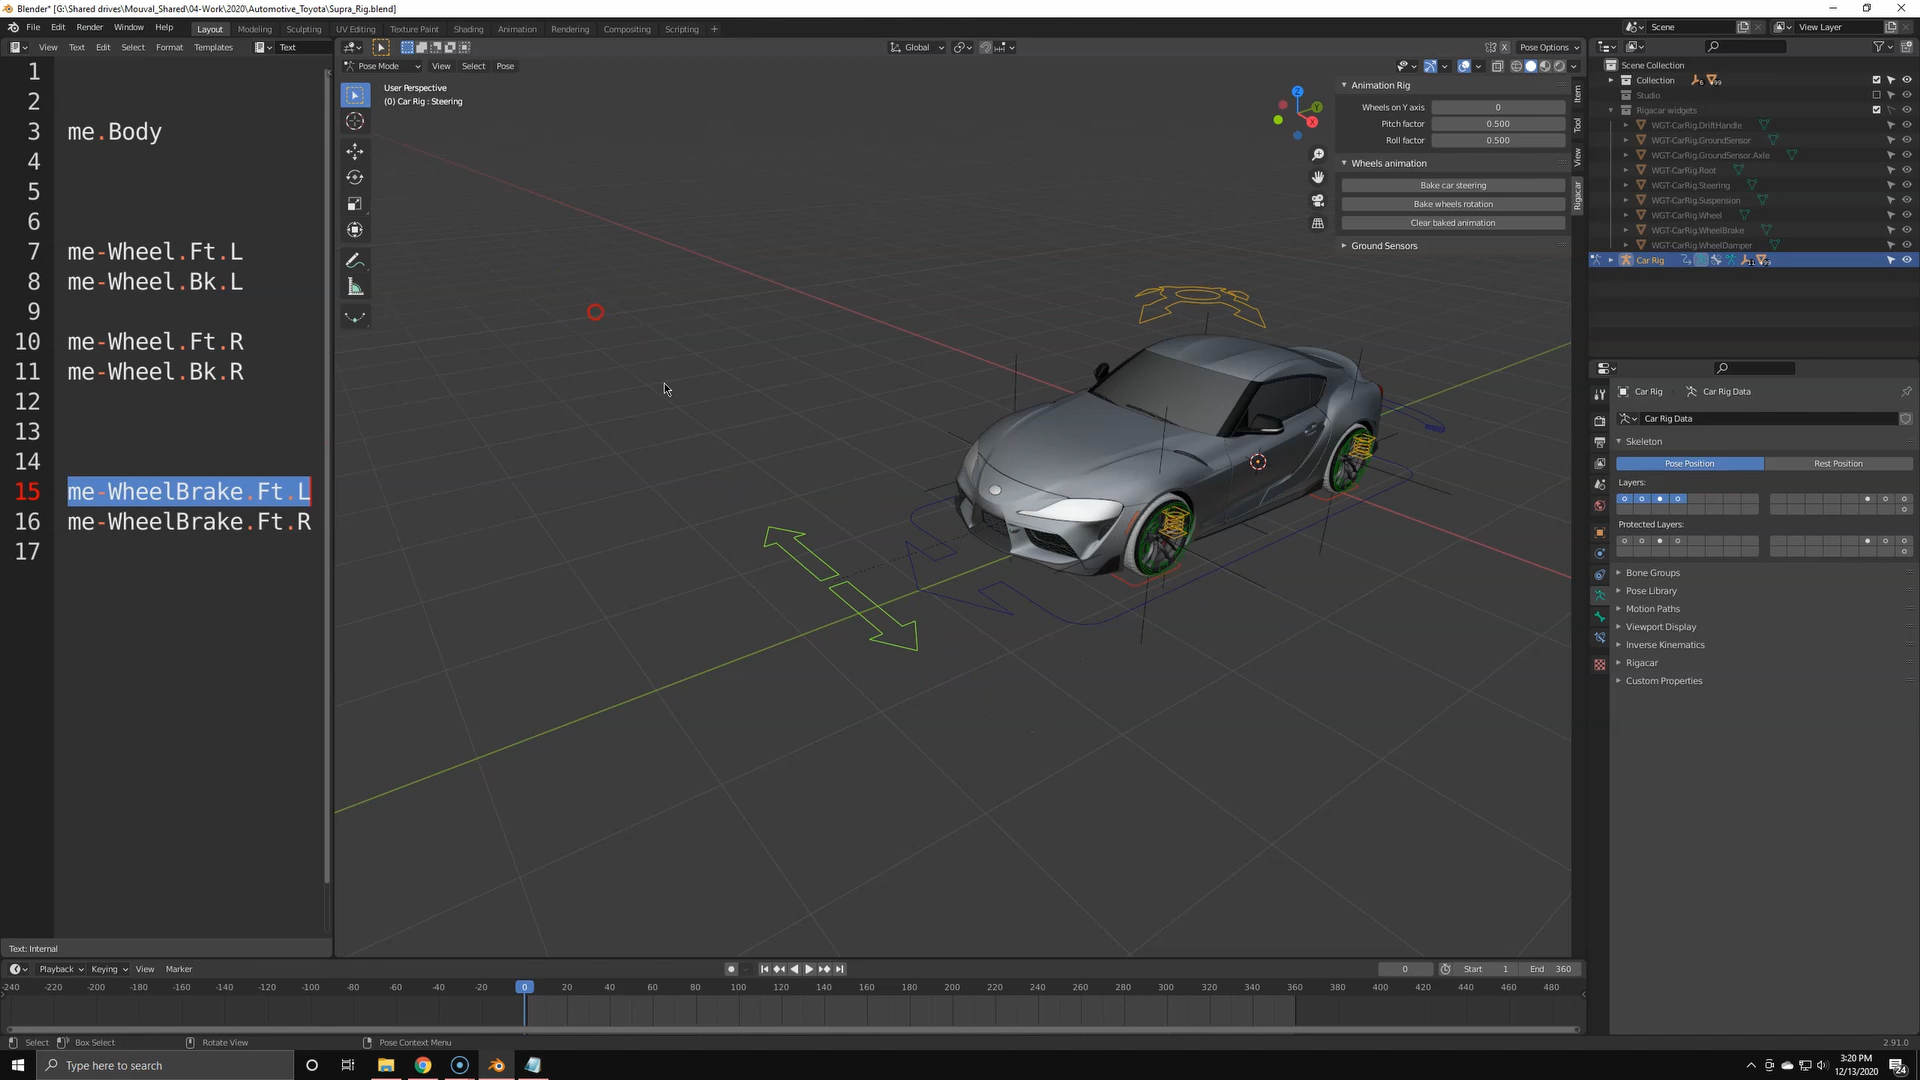 Blender* [G:\Shared drives\Mouval_Shared\04-Work\2020\Automotive_Toyota\Supra_Rig.blend]
File Edit Render Window Help Layout Modeling Sculpting UV Editing Texture Paint Shading Animation Rendering Compositing Scripting + Scene View Layer
View Text Edit Select Format Templates Text Global Pose Options
Pose Mode View Select Pose
User Perspective
(0) Car Rig : Steering
1
2
3 me.Body
4
5
6
7 me-Wheel.Ft.L
8 me-Wheel.Bk.L
9
10 me-Wheel.Ft.R
11 me-Wheel.Bk.R
12
13
14
15 me-WheelBrake.Ft.L
16 me-WheelBrake.Ft.R
17
Text: Internal
Z
Y
X
Animation Rig
Wheels on Y axis 0
Pitch factor 0.500
Roll factor 0.500
Wheels animation
Bake car steering
Bake wheels rotation
Clear baked animation
Ground Sensors
Item
Tool
View
Rigacar
Scene Collection
Collection
Studio
Rigacar widgets
WGT-CarRig.DriftHandle
WGT-CarRig.GroundSensor
WGT-CarRig.GroundSensor.Axle
WGT-CarRig.Root
WGT-CarRig.Steering
WGT-CarRig.Suspension
WGT-CarRig.Wheel
WGT-CarRig.WheelBrake
WGT-CarRig.WheelDamper
Car Rig
Car Rig Car Rig Data
Car Rig Data
Skeleton
Pose Position Rest Position
Layers:
Protected Layers:
Bone Groups
Pose Library
Motion Paths
Viewport Display
Inverse Kinematics
Rigacar
Custom Properties
Playback Keying View Marker 0 Start 1 End 360
-240 -220 -200 -180 -160 -140 -120 -100 -80 -60 -40 -20 0 20 40 60 80 100 120 140 160 180 200 220 240 260 280 300 320 340 360 380 400 420 440 460 480
Select Box Select Rotate View Pose Context Menu 2.91.0
Type here to search
3:20 PM
12/13/2020
24